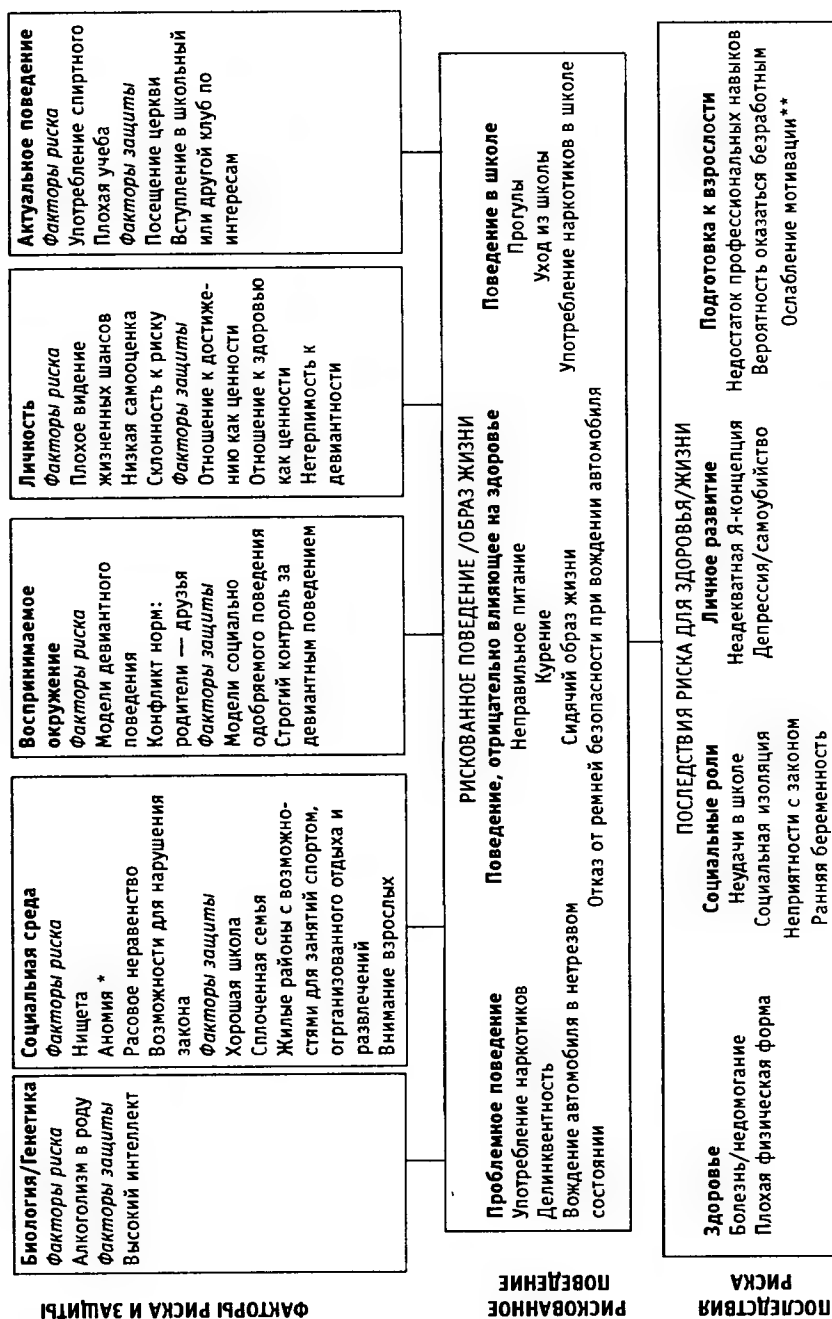 ФАКТОРЫ РИСКА И ЗАЩИТЫ
Биология/Генетика
Факторы риска
Алкоголизм в роду
Факторы защиты
Высокий интеллект
Социальная среда
Факторы риска
Нищета
Аномия *
Расовое неравенство
Возможности для нарушения
закона
Факторы защиты
Хорошая школа
Сплоченная семья
Жилые районы с возможно-
стями для занятий спортом,
огрганизованного отдыха и
развлечений
Внимание взрослых
Воспринимаемое
окружение
Факторы риска
Модели девиантного
поведения
Конфликт норм:
родители — друзья
Факторы защиты
Модели социально
одобряемого поведения
Строгий контроль за
девиантным поведением
Личность
Факторы риска
Плохое видение
жизненных шансов
Низкая самооценка
Склонность к риску
Факторы защиты
Отношение к достиже-
нию как ценности
Отношение к здоровью
как ценности
Нетерпимость к
девиантности
Актуальное поведение
Факторы риска
Употребление спиртного
Плохая учеба
Факторы защиты
Посещение церкви
Вступление в школьный
или другой клуб по
интересам
РИСКОВАННОЕ
ПОВЕДЕНИЕ
РИСКОВАННОЕ ПОВЕДЕНИЕ /ОБРАЗ ЖИЗНИ
Проблемное поведение
Употребление наркотиков
Делинквентность
Вождение автомобиля в нетрезвом
состоянии
Поведение, отрицательно влияющее на здоровье
Неправильное питание
Курение
Сидячий образ жизни
Отказ от ремней безопасности при вождении автомобиля
Поведение в школе
Прогулы
Уход из школы
Употребление наркотиков в школе
ПОСЛЕДСТВИЯ
РИСКА
ПОСЛЕДСТВИЯ РИСКА ДЛЯ ЗДОРОВЬЯ/ЖИЗНИ
Здоровье
Болезнь/недомогание
Плохая физическая форма
Социальные роли
Неудачи в школе
Социальная изоляция
Неприятности с законом
Ранняя беременность
Личное развитие
Неадекватная Я-концепция
Депрессия/самоубийство
Подготовка к взрослости
Недостаток профессиональных навыков
Вероятность оказаться безработным
Ослабление мотивации**